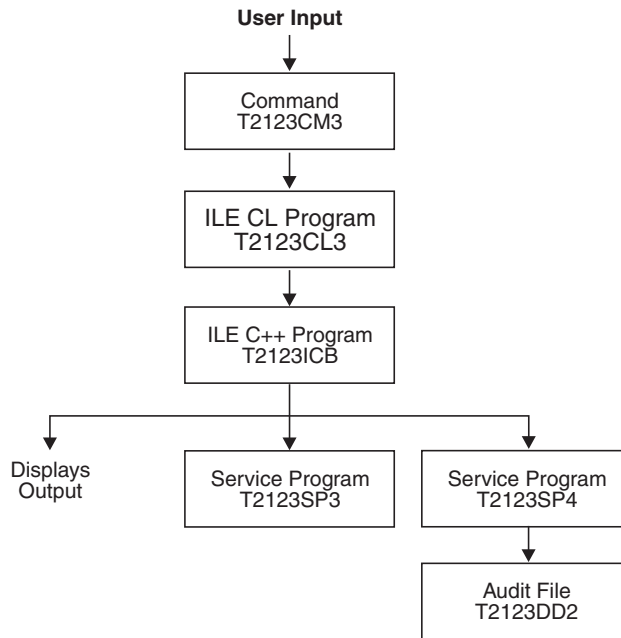 User Input
Command
T2123CM3
ILE CL Program
T2123CL3
ILE C++ Program
T2123ICB
Displays
Output
Service Program
T2123SP3
Service Program
T2123SP4
Audit File
T2123DD2